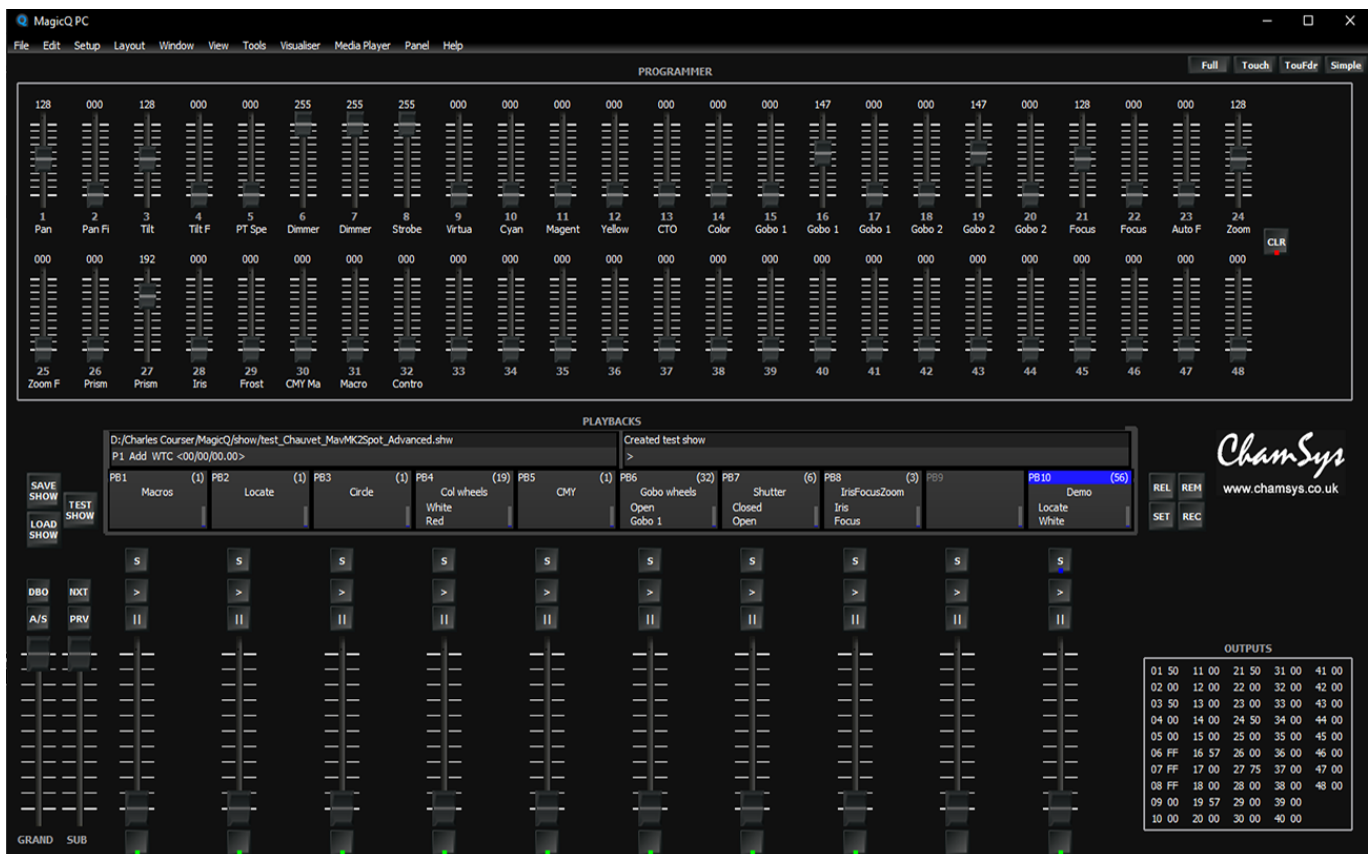 MagicQ PC
File Edit Setup Layout Window View Tools Visualiser Media Player Panel Help
PROGRAMMER
Full Touch TouFdr Simple
128 000 128 000 000 255 255 255 000 000 000 000 000 000 000 147 000 000 147 000 128 000 000 128
1 2 3 4 5 6 7 8 9 10 11 12 13 14 15 16 17 18 19 20 21 22 23 24
Pan Pan Fi Tilt Tilt F PT Spe Dimmer Dimmer Strobe Virtua Cyan Magent Yellow CTO Color Gobo 1 Gobo 1 Gobo 1 Gobo 2 Gobo 2 Gobo 2 Focus Focus Auto F Zoom
CLR
000 000 192 000 000 000 000 000 000 000 000 000 000 000 000 000 000 000 000 000 000 000 000 000
25 26 27 28 29 30 31 32 33 34 35 36 37 38 39 40 41 42 43 44 45 46 47 48
Zoom F Prism Prism Iris Frost CMY Ma Macro Contro
PLAYBACKS
D:/Charles Courser/MagicQ/show/test_Chauvet_MavMK2Spot_Advanced.shw Created test show
P1 Add WTC <00/00/00.00> >
PB1 (1) PB2 (1) PB3 (1) PB4 (19) PB5 (1) PB6 (32) PB7 (6) PB8 (3) PB9 PB10 (56)
Macros Locate Circle Col wheels CMY Gobo wheels Shutter IrisFocusZoom Demo
White Open Closed Iris Locate
Red Gobo 1 Open Focus White
SAVE SHOW
TEST SHOW
LOAD SHOW
REL REM
SET REC
ChamSys
www.chamsys.co.uk
S S S S S S S S S S
DBO NXT > > > > > > > > > >
A/S PRV II II II II II II II II II II
GRAND SUB
OUTPUTS
01 50 11 00 21 50 31 00 41 00
02 00 12 00 22 00 32 00 42 00
03 50 13 00 23 00 33 00 43 00
04 00 14 00 24 50 34 00 44 00
05 00 15 00 25 00 35 00 45 00
06 FF 16 57 26 00 36 00 46 00
07 FF 17 00 27 75 37 00 47 00
08 FF 18 00 28 00 38 00 48 00
09 00 19 57 29 00 39 00
10 00 20 00 30 00 40 00